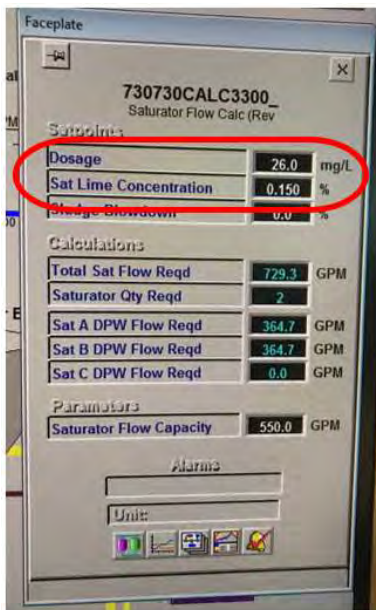 Faceplate
730730CALC3300_
Saturator Flow Calc (Rev
Setpoints
Dosage 26.0 mg/L
Sat Lime Concentration 0.150 %
Sludge Blowdown 0.0 %
Calculations
Total Sat Flow Reqd 729.3 GPM
Saturator Qty Reqd 2
Sat A DPW Flow Reqd 364.7 GPM
Sat B DPW Flow Reqd 364.7 GPM
Sat C DPW Flow Reqd 0.0 GPM
Parameters
Saturator Flow Capacity 550.0 GPM
Alarms
Unit: